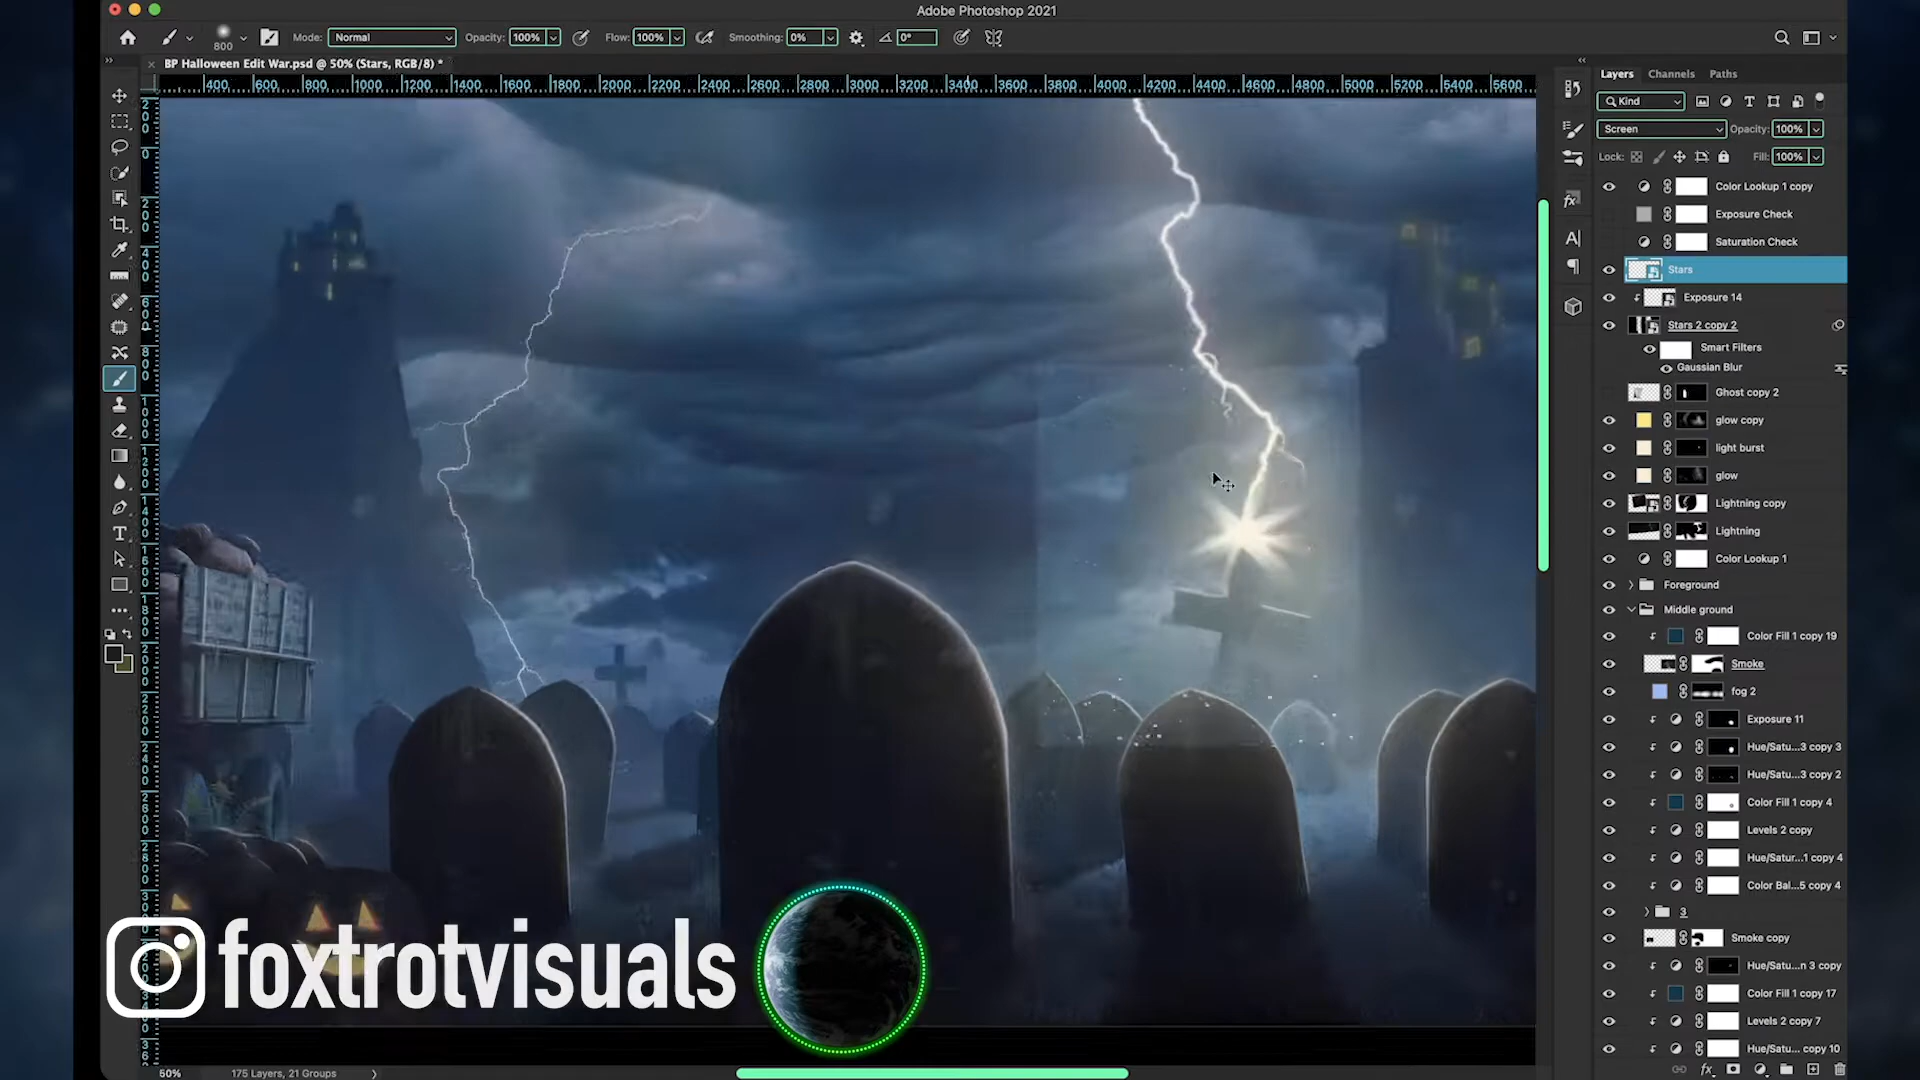 Adobe Photoshop 2021
800 Mode: Normal Opacity: 100% Flow: 100% Smoothing: 0% 0°
BP Halloween Edit War.psd @ 50% (Stars, RGB/8) *
400 600 800 1000 1200 1400 1600 1800 2000 2200 2400 2600 2800 3000 3200 3400 3600 3800 4000 4200 4400 4600 4800 5000 5200 5400 5600
Layers Channels Paths
Kind
Screen Opacity: 100%
Lock: Fill: 100%
Color Lookup 1 copy
Exposure Check
Saturation Check
Stars
Exposure 14
Stars 2 copy 2
Smart Filters
Gaussian Blur
Ghost copy 2
glow copy
light burst
glow
Lightning copy
Lightning
Color Lookup 1
Foreground
Middle ground
Color Fill 1 copy 19
Smoke
fog 2
Exposure 11
Hue/Satu...3 copy 3
Hue/Satu...3 copy 2
Color Fill 1 copy 4
Levels 2 copy
Hue/Satur...1 copy 4
Color Bal...5 copy 4
3
Smoke copy
Hue/Satu...n 3 copy
Color Fill 1 copy 17
Levels 2 copy 7
Hue/Satu... copy 10
foxtrotvisuals
50% 175 Layers, 21 Groups